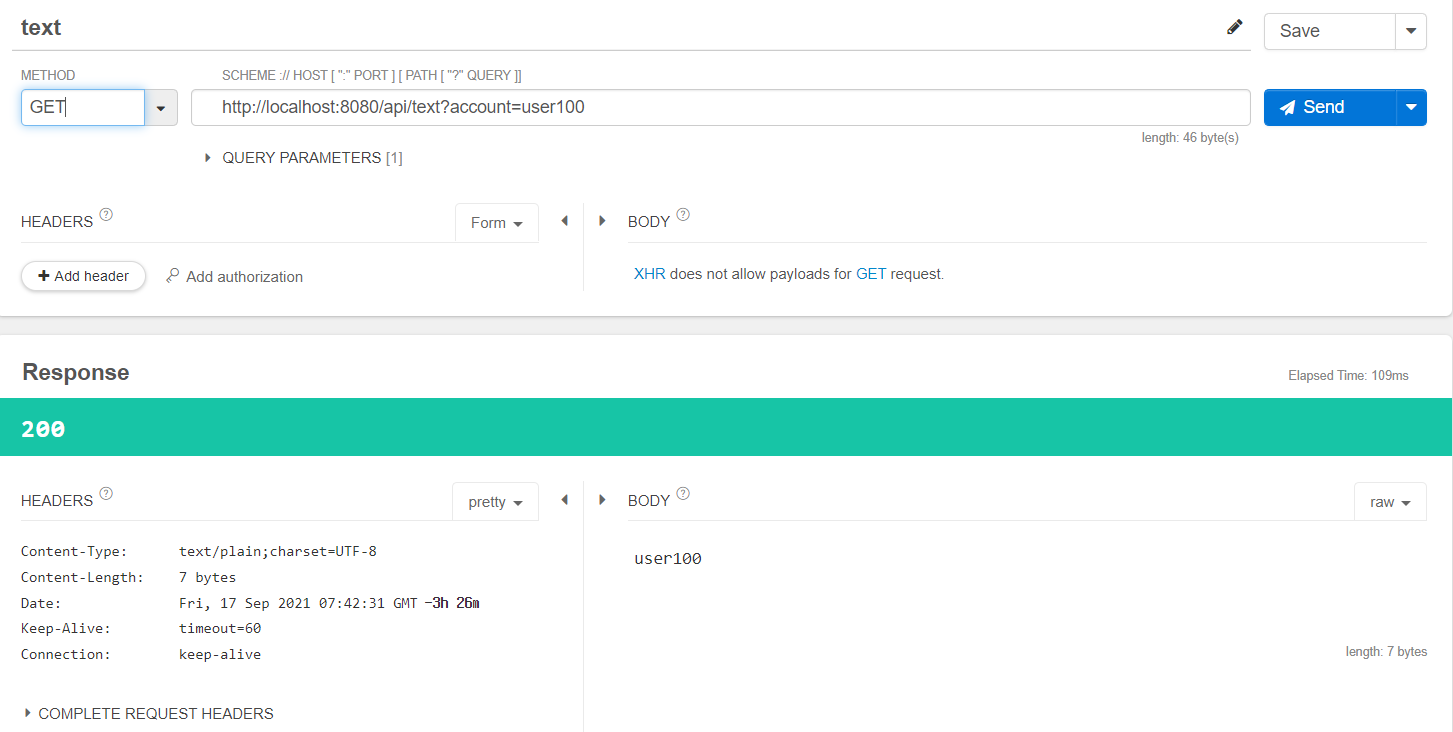 text
Save
METHOD
SCHEME :// HOST [ ":" PORT ] [ PATH [ "?" QUERY ]]
GET
http://localhost:8080/api/text?account=user100
Send
length: 46 byte(s)
QUERY PARAMETERS [1]
HEADERS ?
Form
BODY ?
Add header
Add authorization
XHR does not allow payloads for GET request.
Response
Elapsed Time: 109ms
200
HEADERS ?
pretty
BODY ?
raw
Content-Type: text/plain;charset=UTF-8
Content-Length: 7 bytes
Date: Fri, 17 Sep 2021 07:42:31 GMT -3h 26m
Keep-Alive: timeout=60
Connection: keep-alive
user100
length: 7 bytes
COMPLETE REQUEST HEADERS